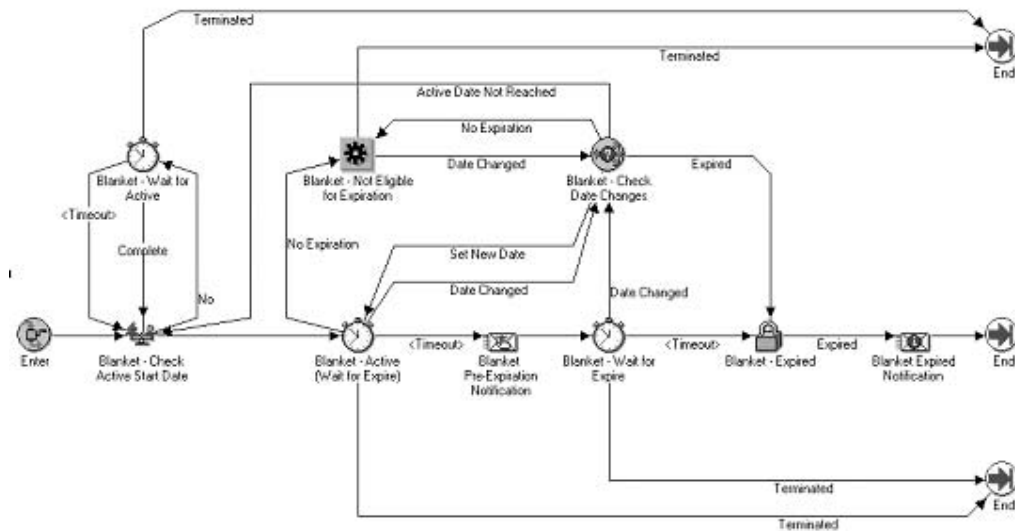 Terminated
End
Terminated
Active Date Not Reached
No Expiration
Date Changed
Expired
Blanket - Wait for
Active
Blanket - Not Eligible
for Expiration
Blanket - Check
Date Changes
<Timeout>
Complete
No Expiration
Set New Date
Date Changed
Date Changed
No
Enter
Blanket - Check
Active Start Date
Blanket - Active
(Wait for Expire)
<Timeout>
Blanket
Pre-Expiration
Notification
Blanket - Wait for
Expire
<Timeout>
Blanket - Expired
Expired
Blanket Expired
Notification
End
Terminated
End
Terminated